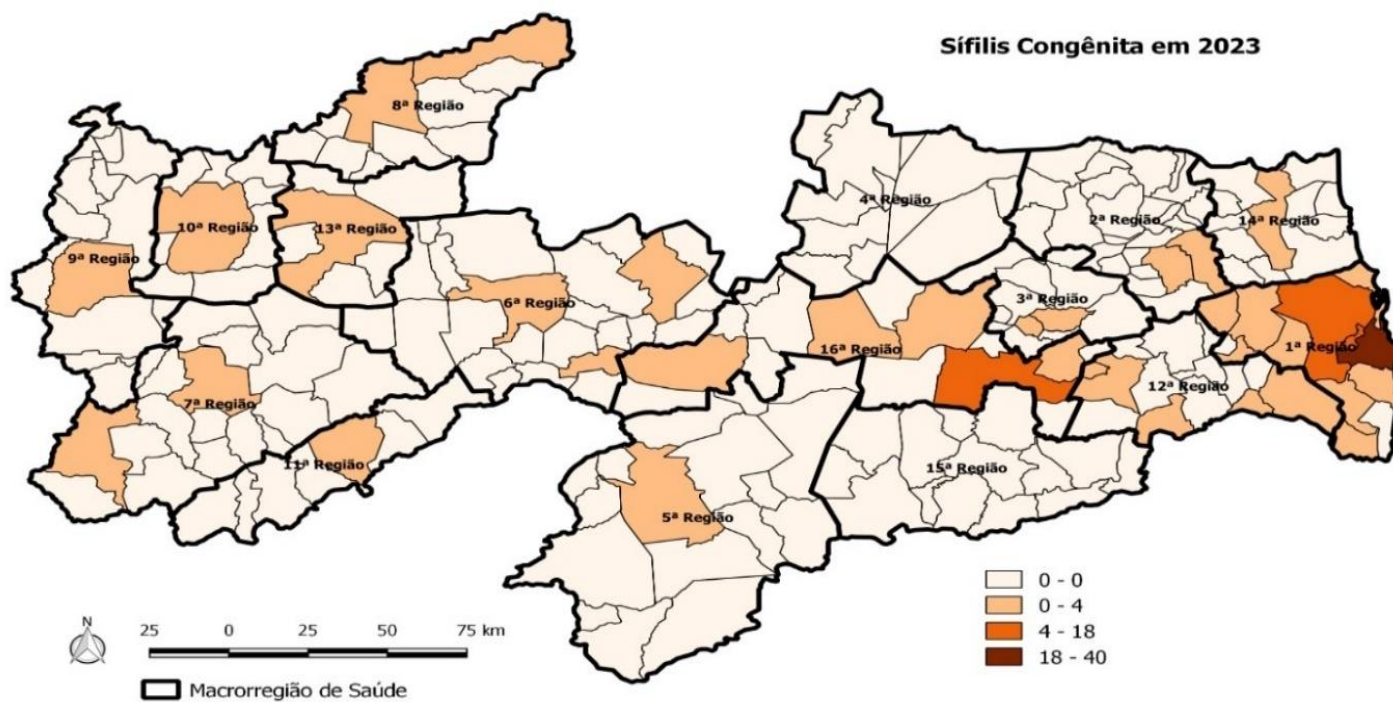 Sífilis Congênita em 2023
8ª Região
4ª Região
2ª Região
14ª Região
10ª Região
13ª Região
9ª Região
3ª Região
6ª Região
16ª Região
1ª Região
12ª Região
7ª Região
11ª Região
15ª Região
5ª Região
0 - 0
0 - 4
4 - 18
18 - 40
N
25 0 25 50 75 km
Macrorregião de Saúde